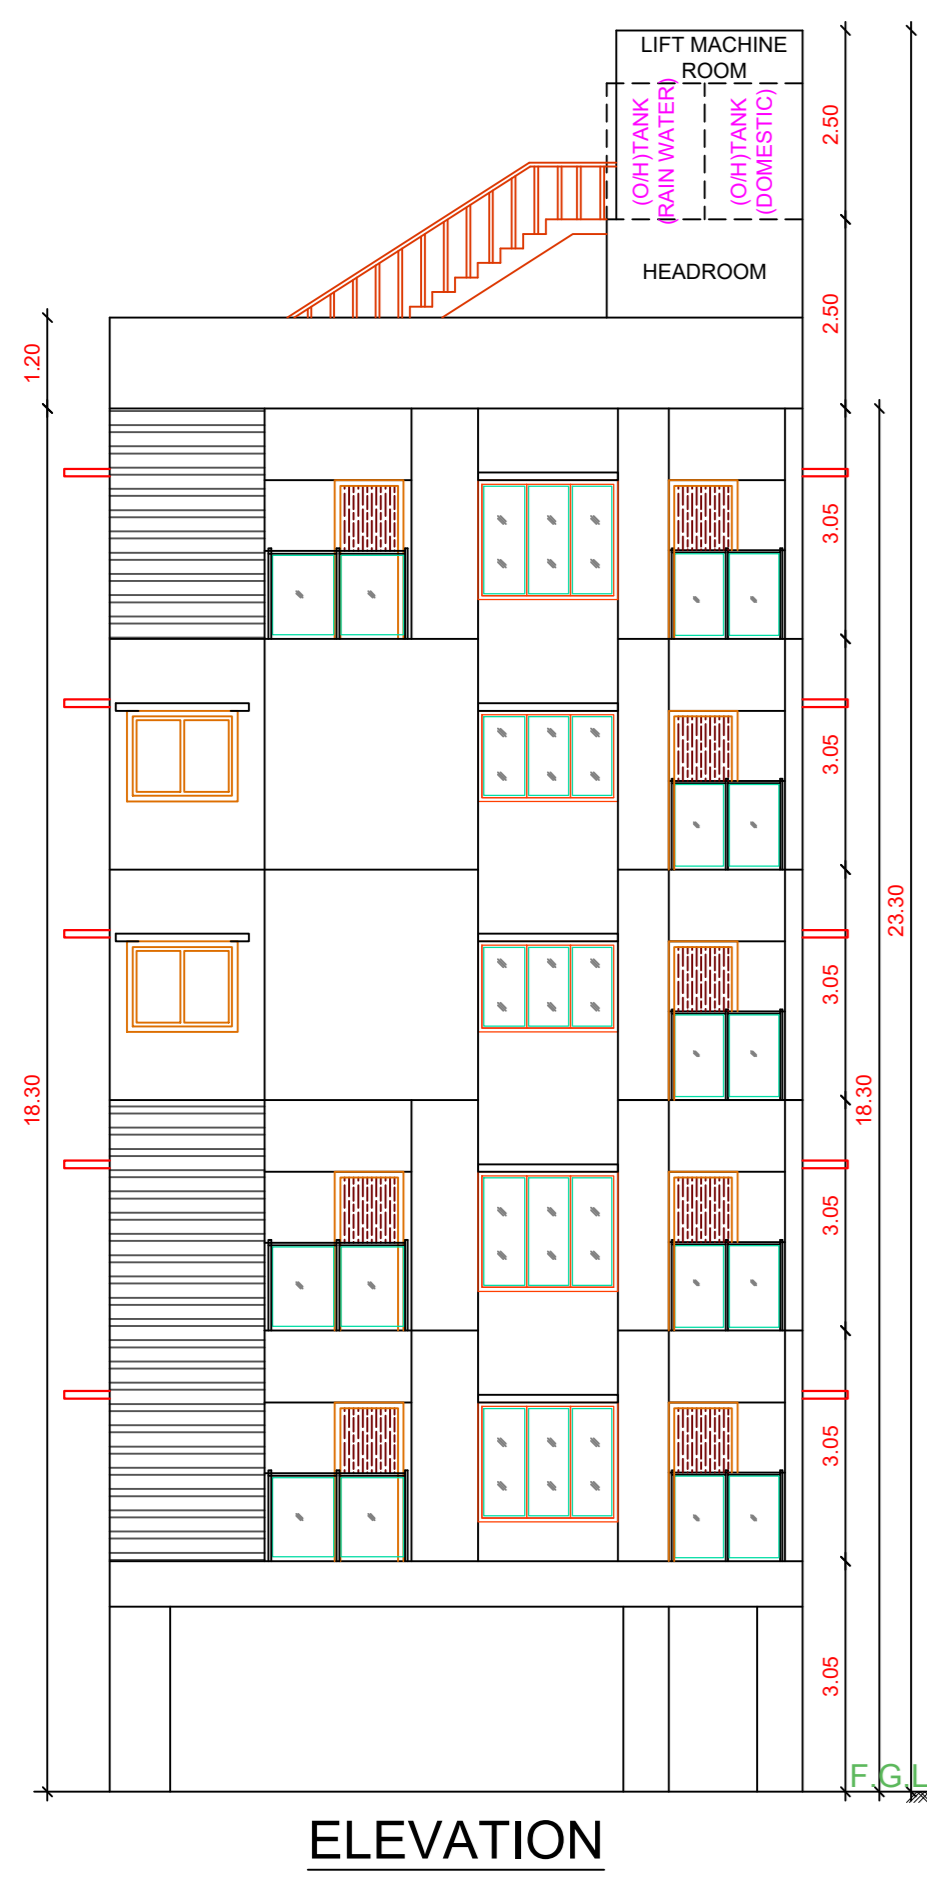 LIFT MACHINE
ROOM
(O/H)TANK
(RAIN WATER)
(O/H)TANK
(DOMESTIC)
HEADROOM
2.50
2.50
1.20
3.05
3.05
3.05
3.05
3.05
3.05
18.30
18.30
23.30
F.G.L
ELEVATION